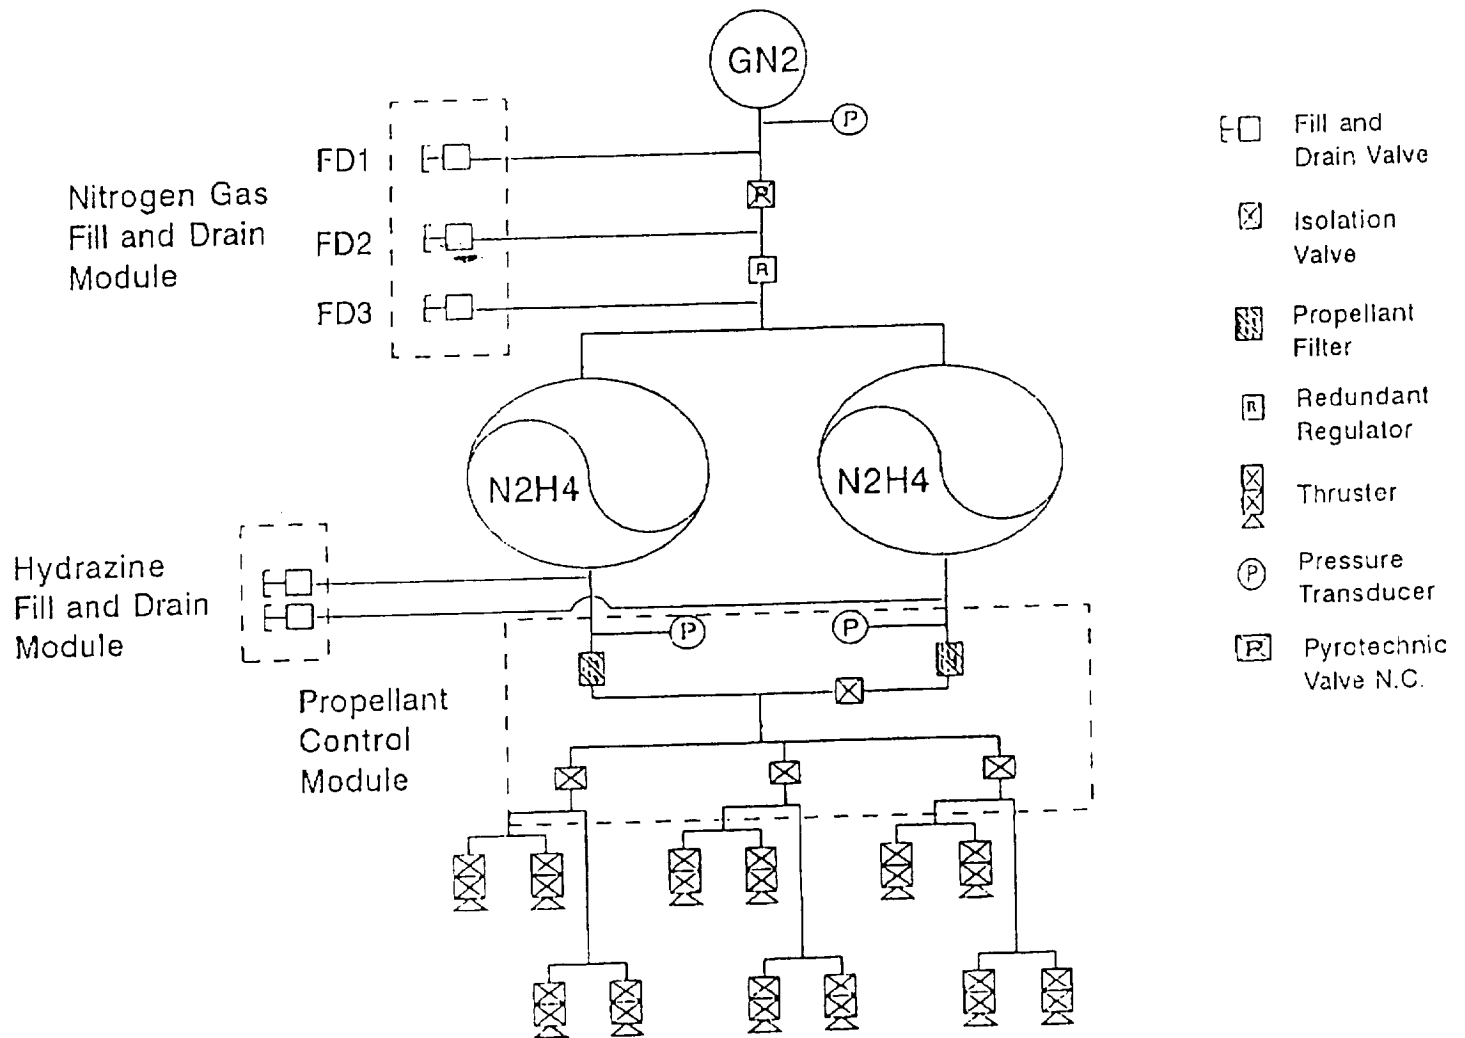 GN2
P
FD1
Nitrogen Gas
Fill and Drain
Module
FD2
R
FD3
R
N2H4
N2H4
Hydrazine
Fill and Drain
Module
P
P
Propellant
Control
Module
Fill and
Drain Valve
Isolation
Valve
Propellant
Filter
R
Redundant
Regulator
Thruster
P
Pressure
Transducer
R
Pyrotechnic
Valve N.C.